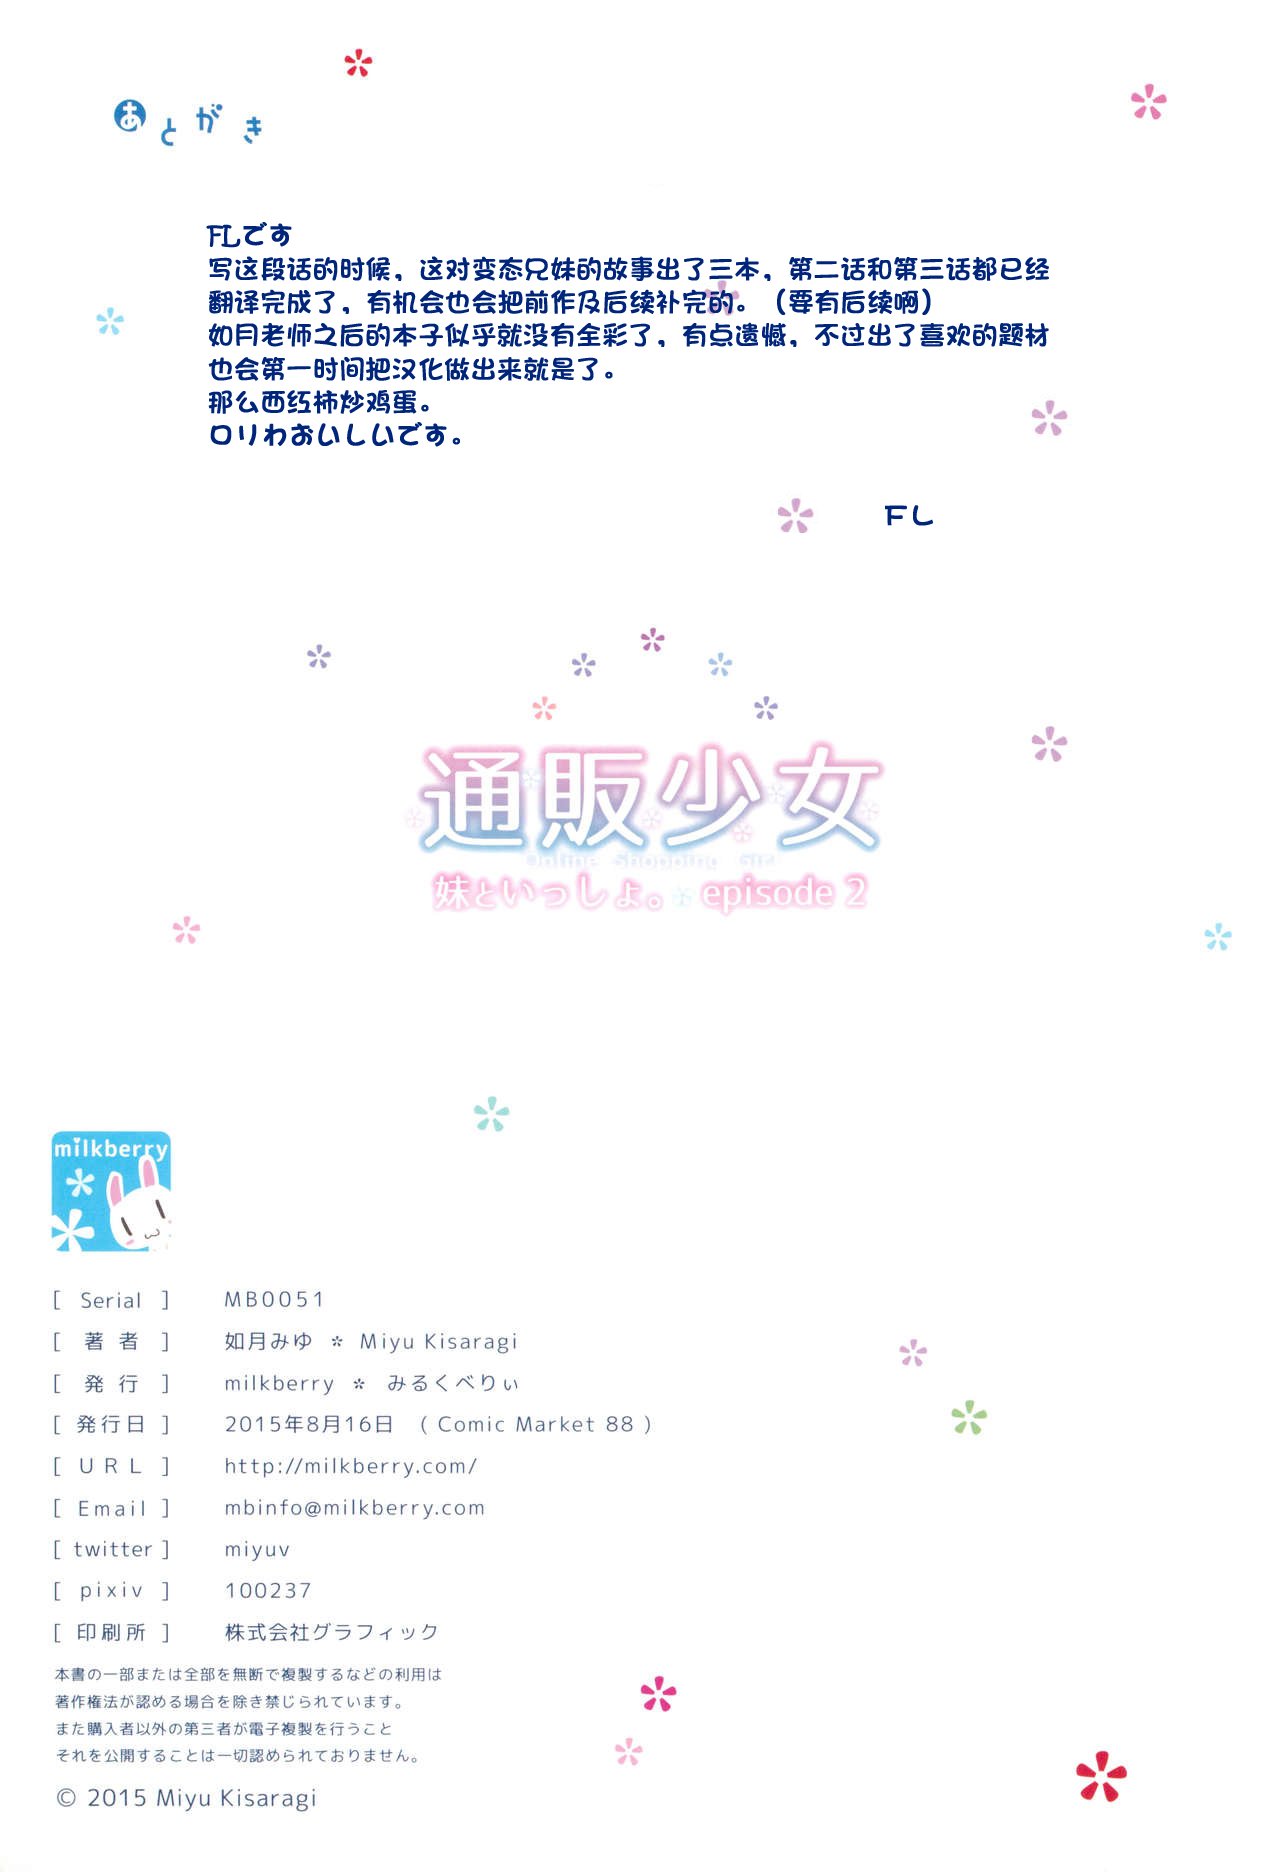 あとがき
FLです
写这段话的时候，这对变态兄妹的故事出了三本，第二话和第三话都已经
翻译完成了，有机会也会把前作及后续补完的。（要有后续啊）
如月老师之后的本子似乎就没有全彩了，有点遗憾，不过出了喜欢的题材
也会第一时间把汉化做出来就是了。
那么西红柿炒鸡蛋。
ロリわおいしいです。
FL
通販少女
Online Shopping Girl
妹といっしょ。 episode 2
milkberry
[ Serial ] MB0051
[ 著者 ] 如月みゆ ✲ Miyu Kisaragi
[ 発行 ] milkberry ✲ みるくべりぃ
[ 発行日 ] 2015年8月16日 ( Comic Market 88 )
[ URL ] http://milkberry.com/
[ Email ] mbinfo@milkberry.com
[ twitter ] miyuv
[ pixiv ] 100237
[ 印刷所 ] 株式会社グラフィック
本書の一部または全部を無断で複製するなどの利用は
著作権法が認める場合を除き禁じられています。
また購入者以外の第三者が電子複製を行うこと
それを公開することは一切認められておりません。
© 2015 Miyu Kisaragi